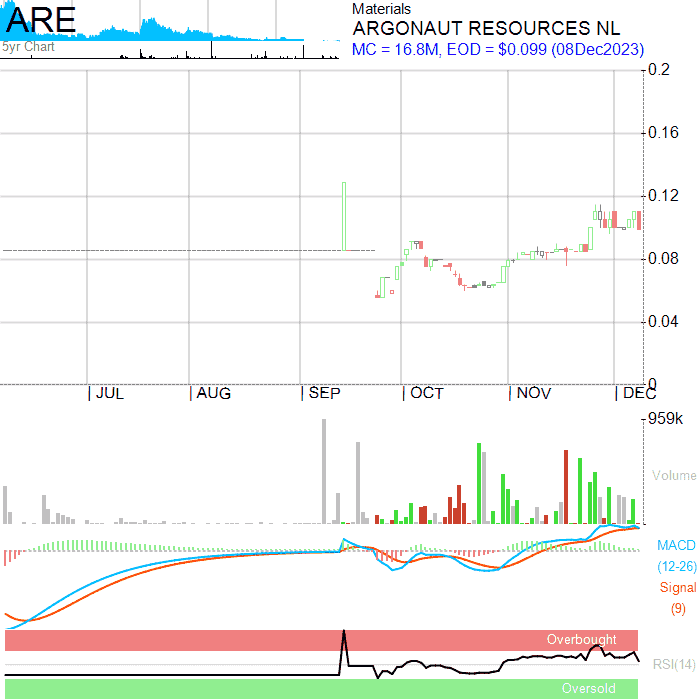 ARE
5yr Chart
Materials
ARGONAUT RESOURCES NL
MC = 16.8M, EOD = $0.099 (08Dec2023)
0.2
0.16
0.12
0.08
0.04
0
JUL AUG SEP OCT NOV DEC
959k
Volume
MACD
(12-26)
Signal
(9)
Overbought
RSI(14)
Oversold